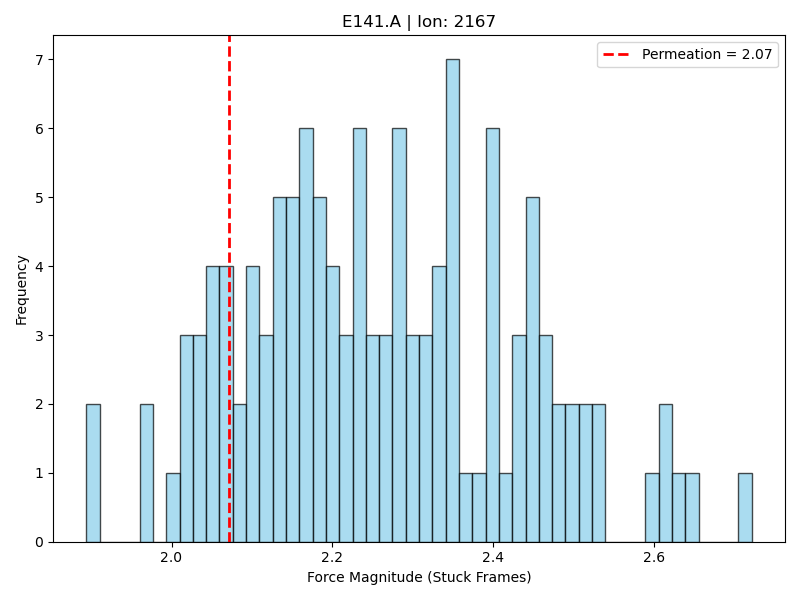 E141.A | Ion: 2167
Permeation = 2.07
Frequency
7
6
5
4
3
2
1
0
2.0 2.2 2.4 2.6
Force Magnitude (Stuck Frames)